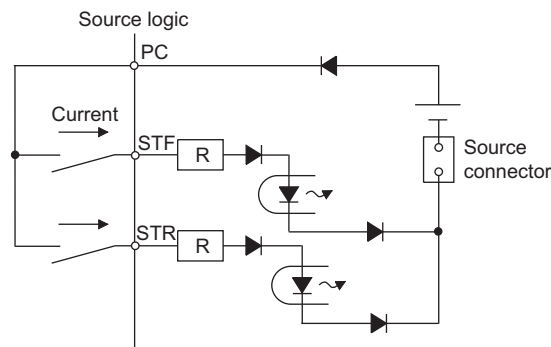 Source logic
PC
Current
STF
R
Source
connector
STR
R